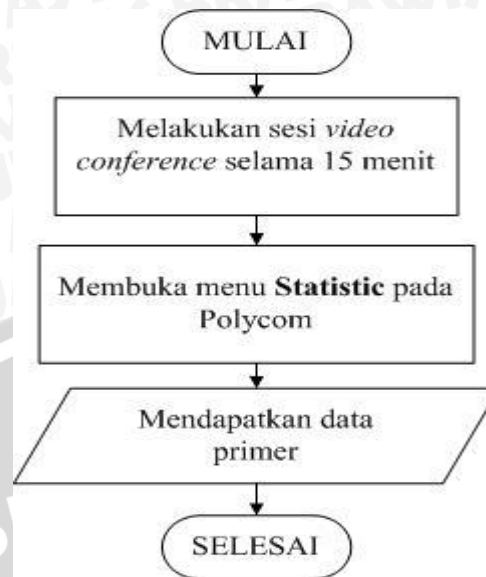 MULAI
Melakukan sesi video
conference selama 15 menit
Membuka menu Statistic pada
Polycom
Mendapatkan data
primer
SELESAI